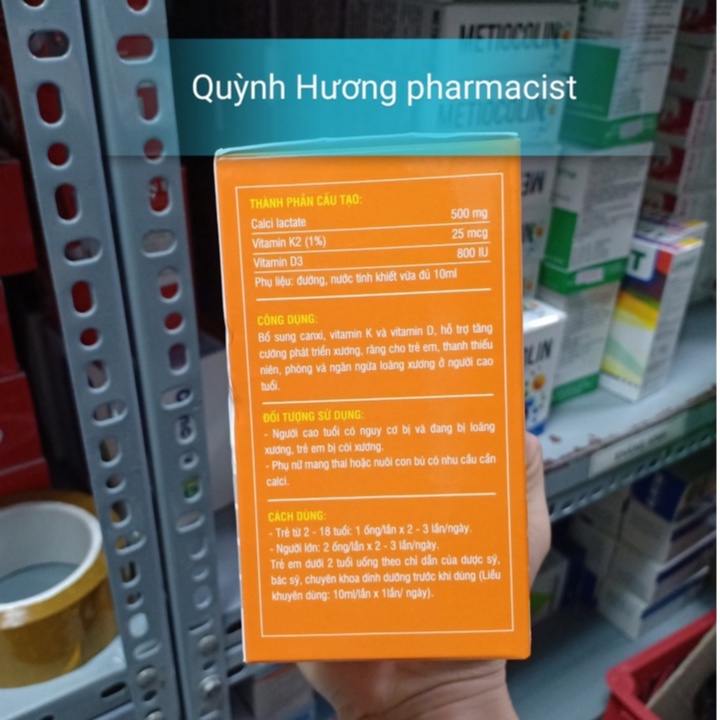 METIOCOLIN
Quỳnh Hương pharmacist
METIOCOLIN
THÀNH PHẦN CẤU TẠO:
Calci lactate 500 mg
Vitamin K2 (1%) 25 mcg
Vitamin D3 800 IU
Phụ liệu: đường, nước tinh khiết vừa đủ 10ml
CÔNG DỤNG:
Bổ sung canxi, vitamin K và vitamin D, hỗ trợ tăng
cường phát triển xương, răng cho trẻ em, thanh thiếu
niên, phòng và ngăn ngừa loãng xương ở người cao
tuổi.
ĐỐI TƯỢNG SỬ DỤNG:
- Người cao tuổi có nguy cơ bị và đang bị loãng
xương, trẻ em bị còi xương.
- Phụ nữ mang thai hoặc nuôi con bú có nhu cầu cần
calci.
CÁCH DÙNG:
- Trẻ từ 2 - 18 tuổi: 1 ống/lần x 2 - 3 lần/ngày.
- Người lớn: 2 ống/lần x 2 - 3 lần/ngày.
Trẻ em dưới 2 tuổi uống theo chỉ dẫn của dược sỹ,
bác sỹ, chuyên khoa dinh dưỡng trước khi dùng (Liều
khuyên dùng: 10ml/lần x 1lần/ ngày).